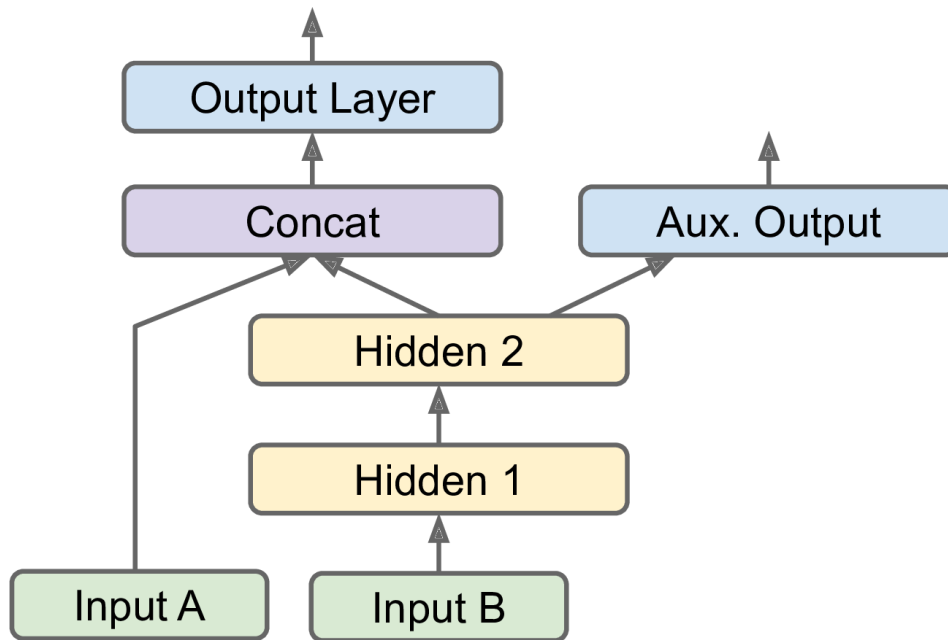 Output Layer
Concat
Aux. Output
Hidden 2
Hidden 1
Input A
Input B